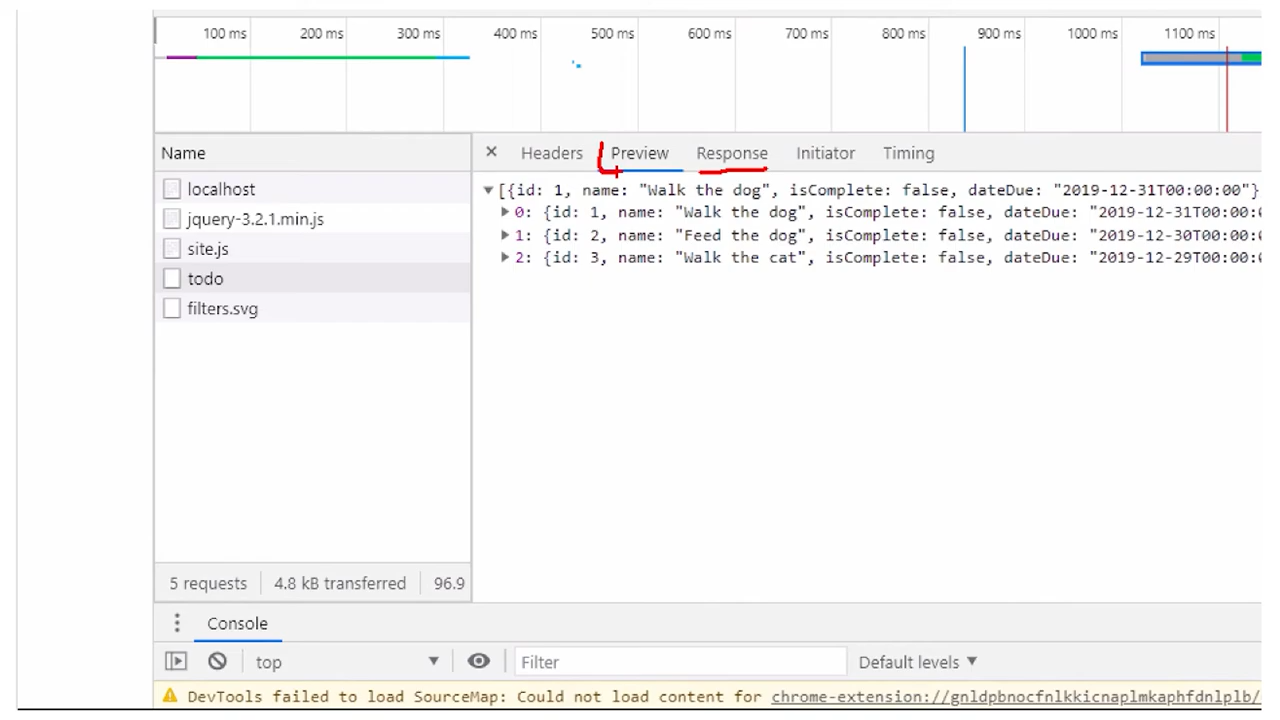 100 ms 200 ms 300 ms 400 ms 500 ms 600 ms 700 ms 800 ms 900 ms 1000 ms 1100 ms
Name
× Headers Preview Response Initiator Timing
localhost
jquery-3.2.1.min.js
site.js
todo
filters.svg
▼[{id: 1, name: "Walk the dog", isComplete: false, dateDue: "2019-12-31T00:00:00"}
▶0: {id: 1, name: "Walk the dog", isComplete: false, dateDue: "2019-12-31T00:00:0
▶1: {id: 2, name: "Feed the dog", isComplete: false, dateDue: "2019-12-30T00:00:0
▶2: {id: 3, name: "Walk the cat", isComplete: false, dateDue: "2019-12-29T00:00:0
5 requests 4.8 kB transferred 96.9
Console
top ▼ Filter Default levels ▼
DevTools failed to load SourceMap: Could not load content for chrome-extension://gnldpbnocfnlkkicnaplmkaphfdnlplb/